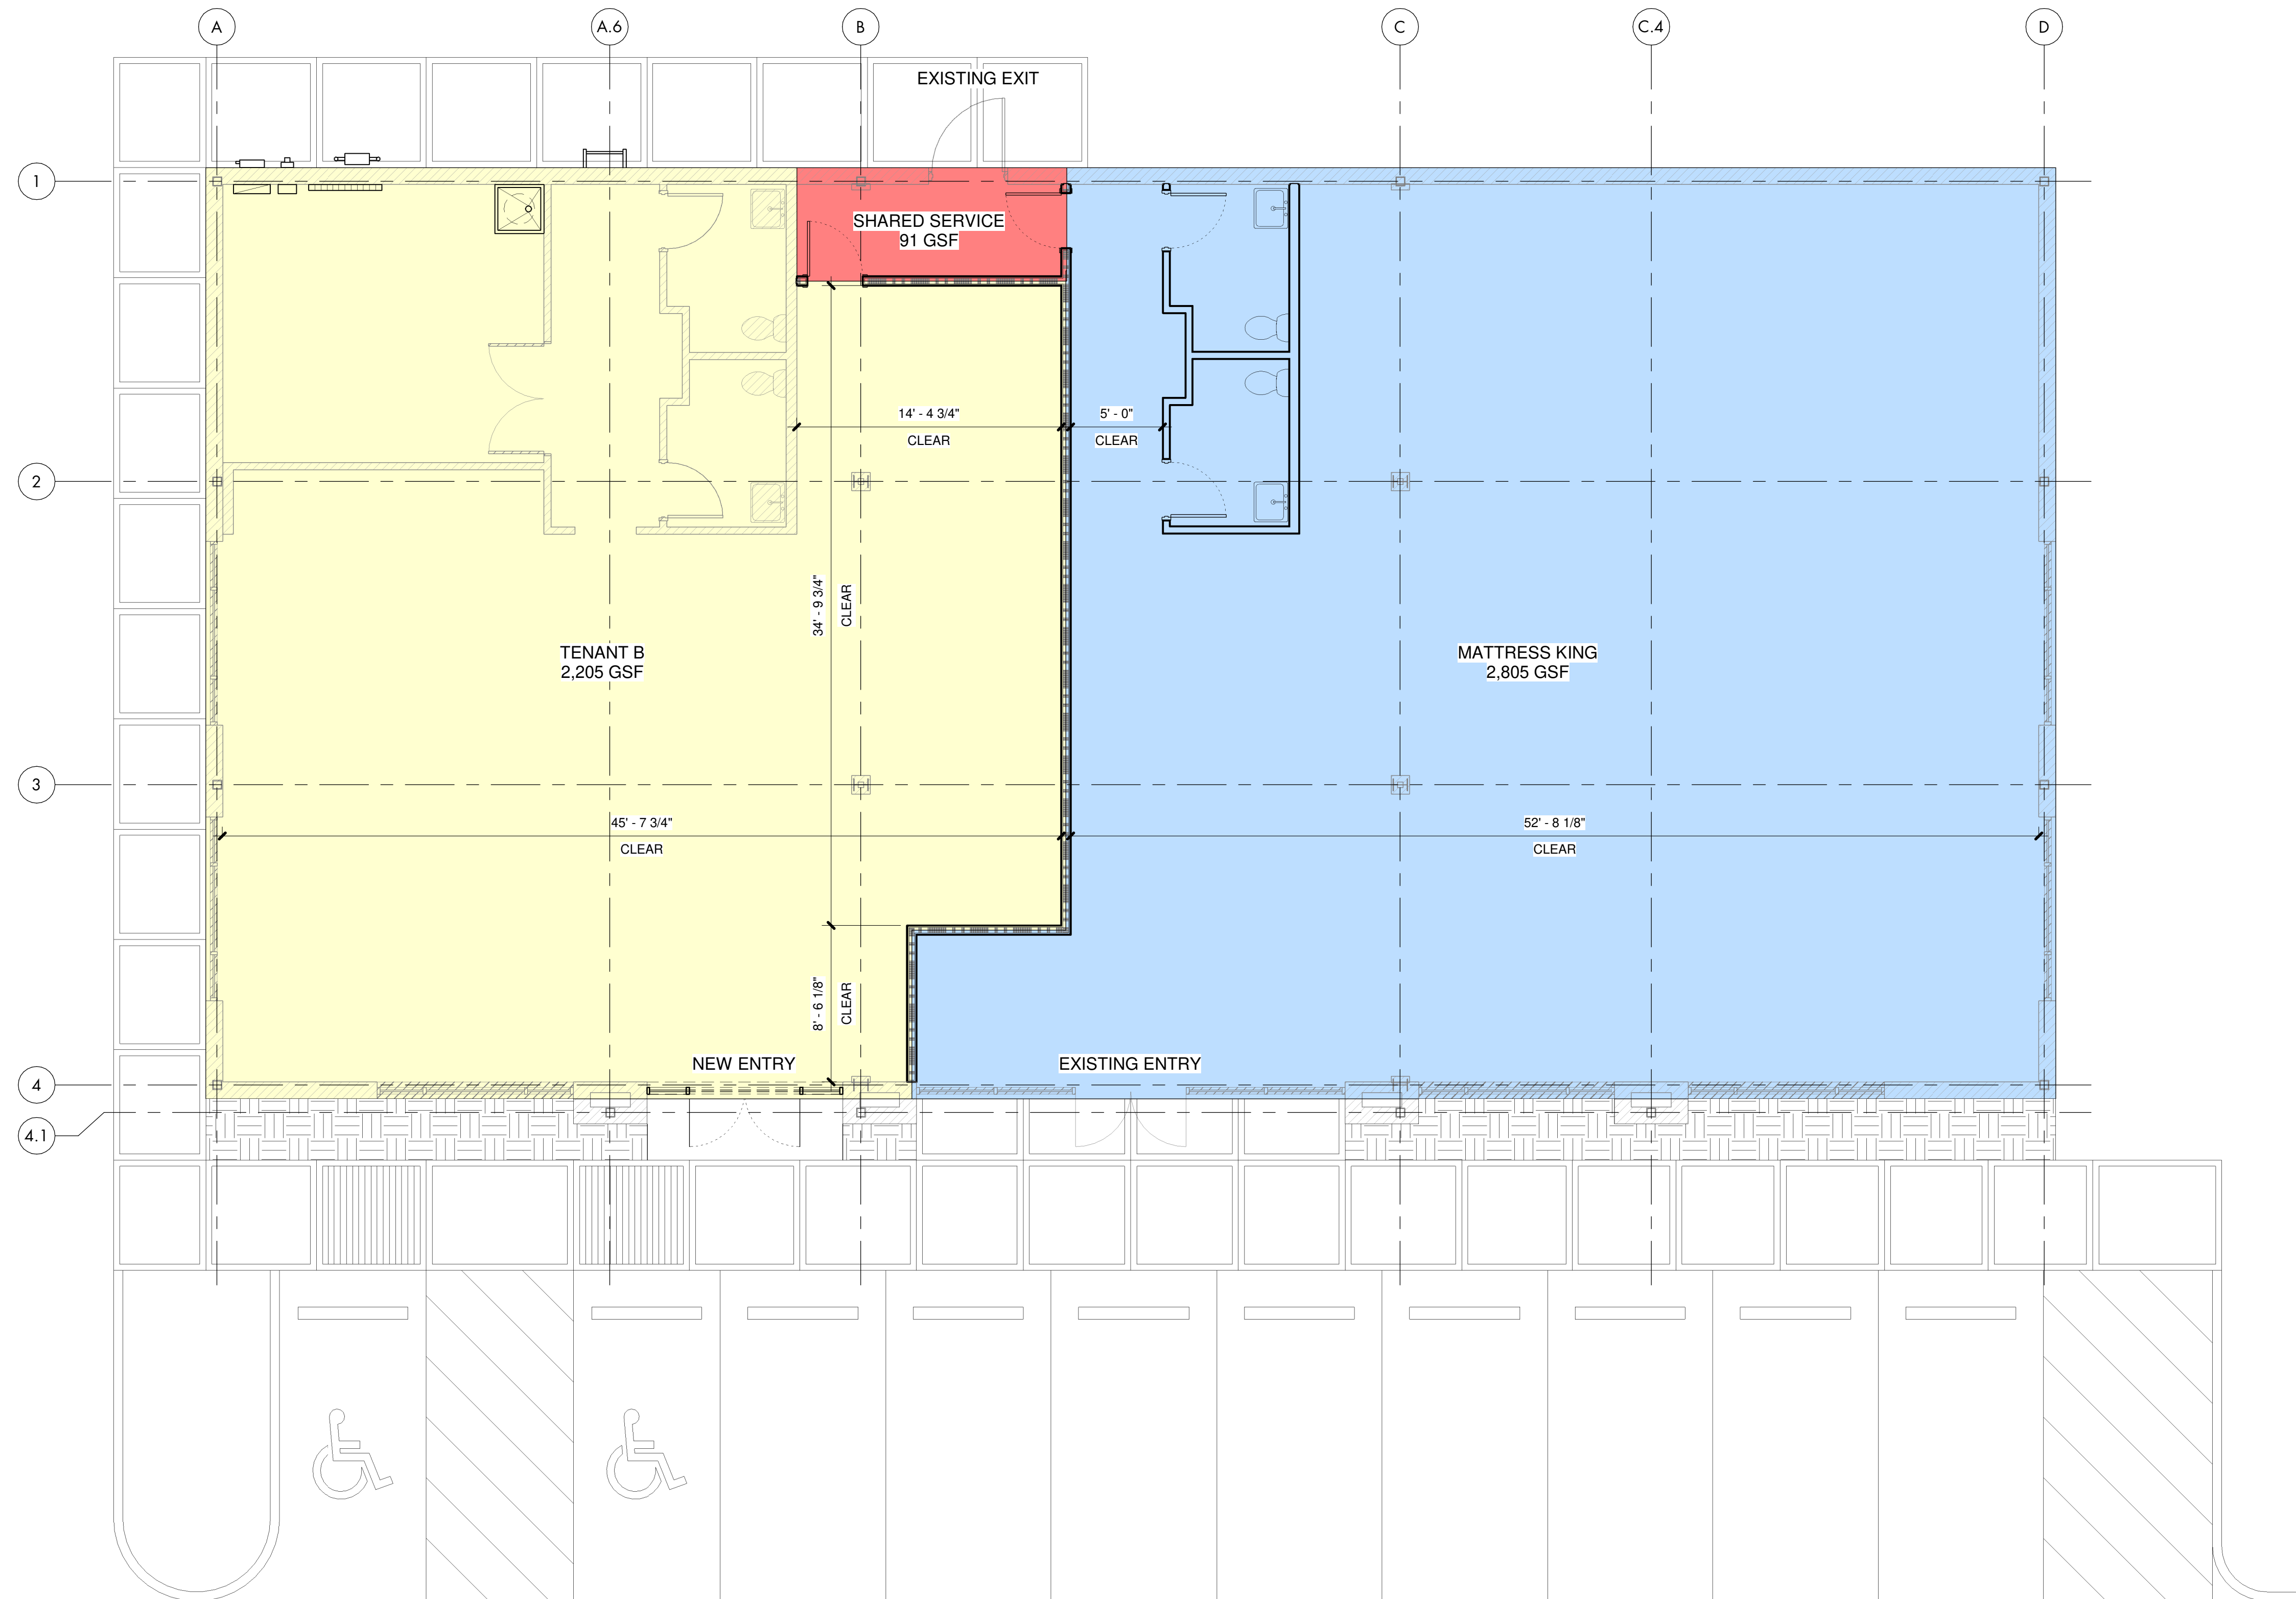 A
A.6
B
C
C.4
D
EXISTING EXIT
1
SHARED SERVICE
91 GSF
14' - 4 3/4"
CLEAR
5' - 0"
CLEAR
2
34' - 9 3/4"
CLEAR
TENANT B
2,205 GSF
MATTRESS KING
2,805 GSF
3
45' - 7 3/4"
CLEAR
52' - 8 1/8"
CLEAR
8' - 6 1/8"
CLEAR
NEW ENTRY
EXISTING ENTRY
4
4.1